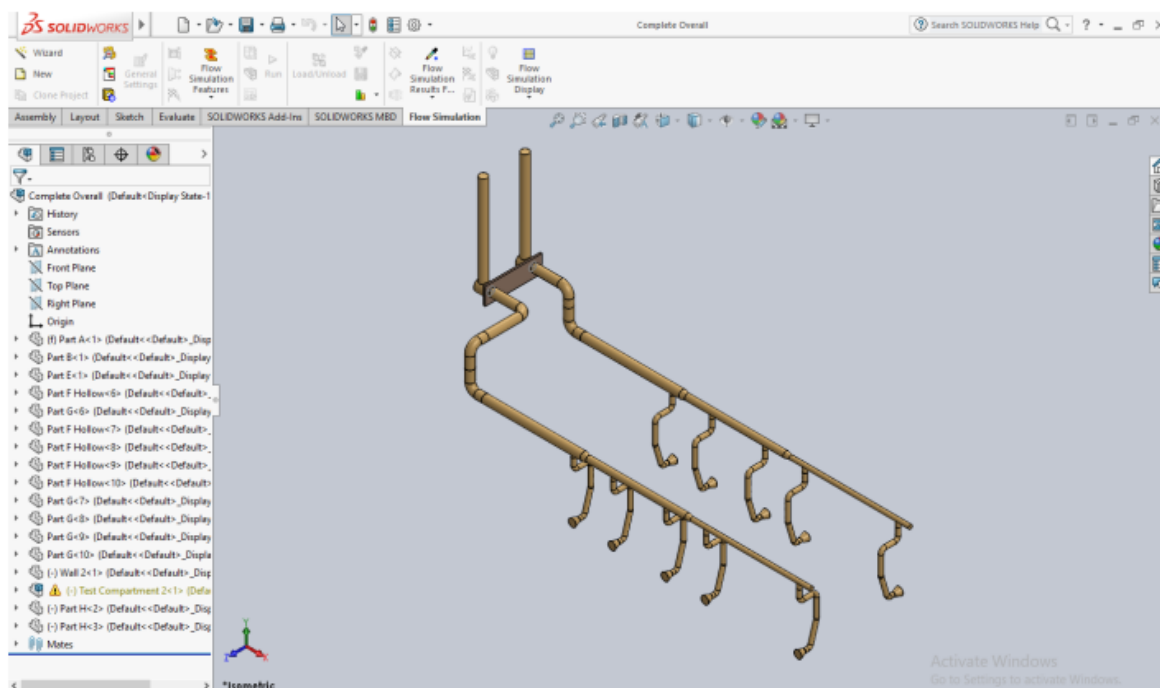 SOLIDWORKS
Complete Overall
Search SOLIDWORKS Help
Wizard
New
Clone Project
General Settings
Flow Simulation Features
Run
Load/Unload
Flow Simulation Results F...
Flow Simulation Display
Assembly
Layout
Sketch
Evaluate
SOLIDWORKS Add-Ins
SOLIDWORKS MBD
Flow Simulation
Complete Overall (Default<Display State-1
History
Sensors
Annotations
Front Plane
Top Plane
Right Plane
Origin
(f) Part A<1> (Default<<Default>_Disp
Part B<1> (Default<<Default>_Display
Part E<1> (Default<<Default>_Display
Part F Hollow<6> (Default<<Default>_
Part G<6> (Default<<Default>_Display
Part F Hollow<7> (Default<<Default>_
Part F Hollow<8> (Default<<Default>_
Part F Hollow<9> (Default<<Default>_
Part F Hollow<10> (Default<<Default>
Part G<7> (Default<<Default>_Display
Part G<8> (Default<<Default>_Display
Part G<9> (Default<<Default>_Display
Part G<10> (Default<<Default>_Displa
(-) Wall 2<1> (Default<<Default>_Disp
(-) Test Compartment 2<1> (Defa
(-) Part H<2> (Default<<Default>_Disp
(-) Part H<3> (Default<<Default>_Disp
Mates
Y
*Isometric
Activate Windows
Go to Settings to activate Windows.